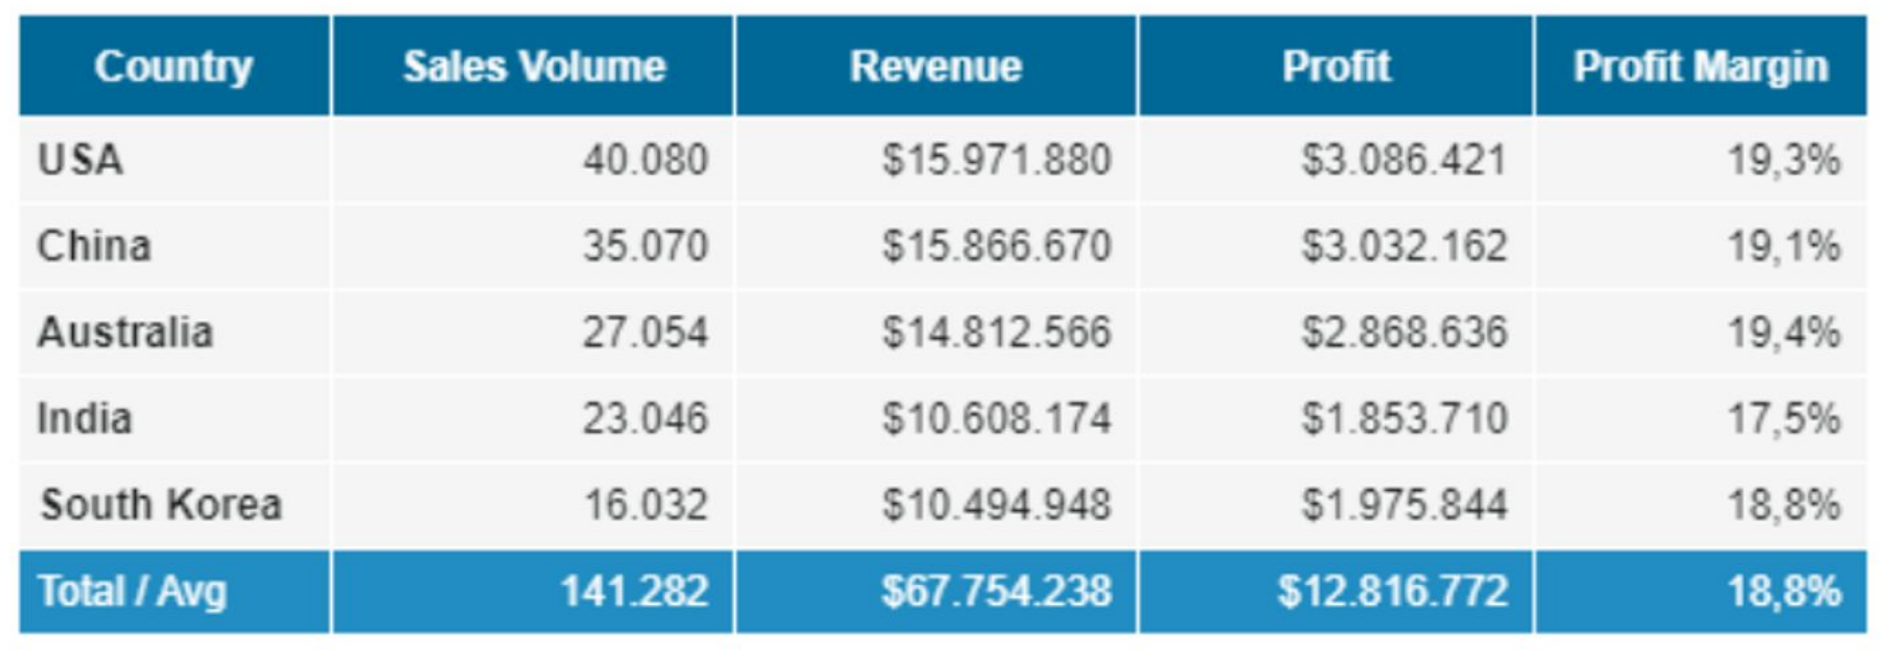 Country Sales Volume Revenue Profit Profit Margin
USA 40.080 $15.971.880 $3.086.421 19,3%
China 35.070 $15.866.670 $3.032.162 19,1%
Australia 27.054 $14.812.566 $2.868.636 19,4%
India 23.046 $10.608.174 $1.853.710 17,5%
South Korea 16.032 $10.494.948 $1.975.844 18,8%
Total / Avg 141.282 $67.754.238 $12.816.772 18,8%